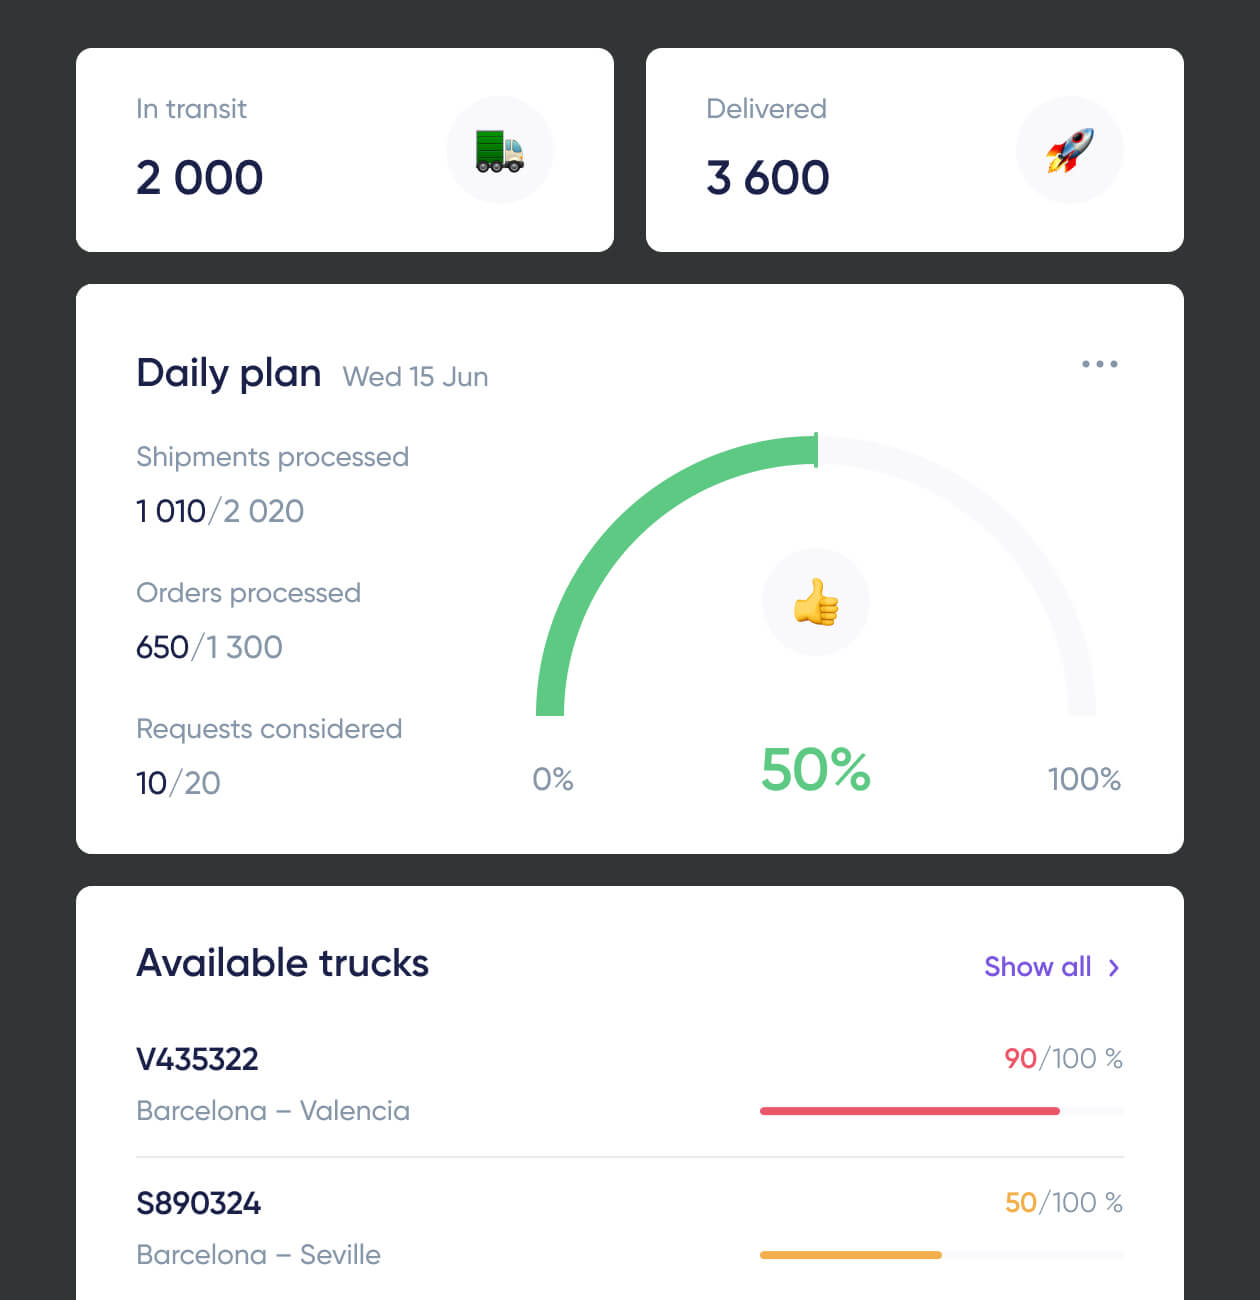 In transit
2 000
Delivered
3 600
Daily plan Wed 15 Jun
Shipments processed
1 010/2 020
Orders processed
650/1 300
Requests considered
10/20
0%
50%
100%
Available trucks
Show all
V435322
90/100 %
Barcelona – Valencia
S890324
50/100 %
Barcelona – Seville